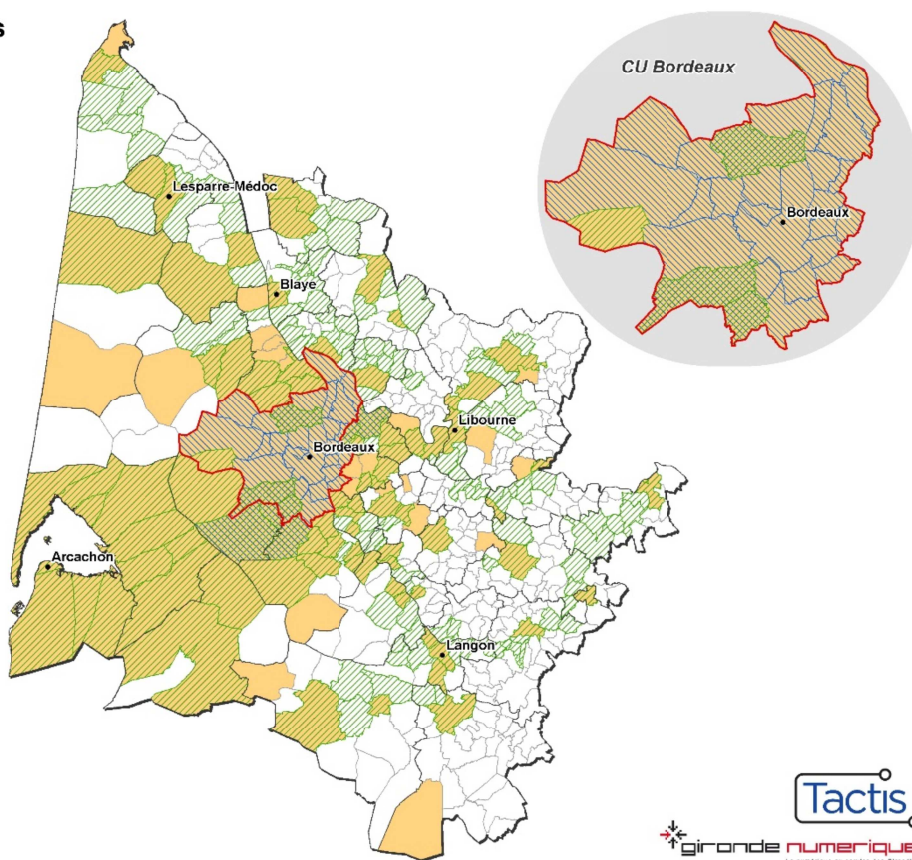 s
CU Bordeaux
Bordeaux
Lesparre-Médoc
Blaye
Libourne
Bordeaux
Arcachon
Langon
Tactis
gironde numerique